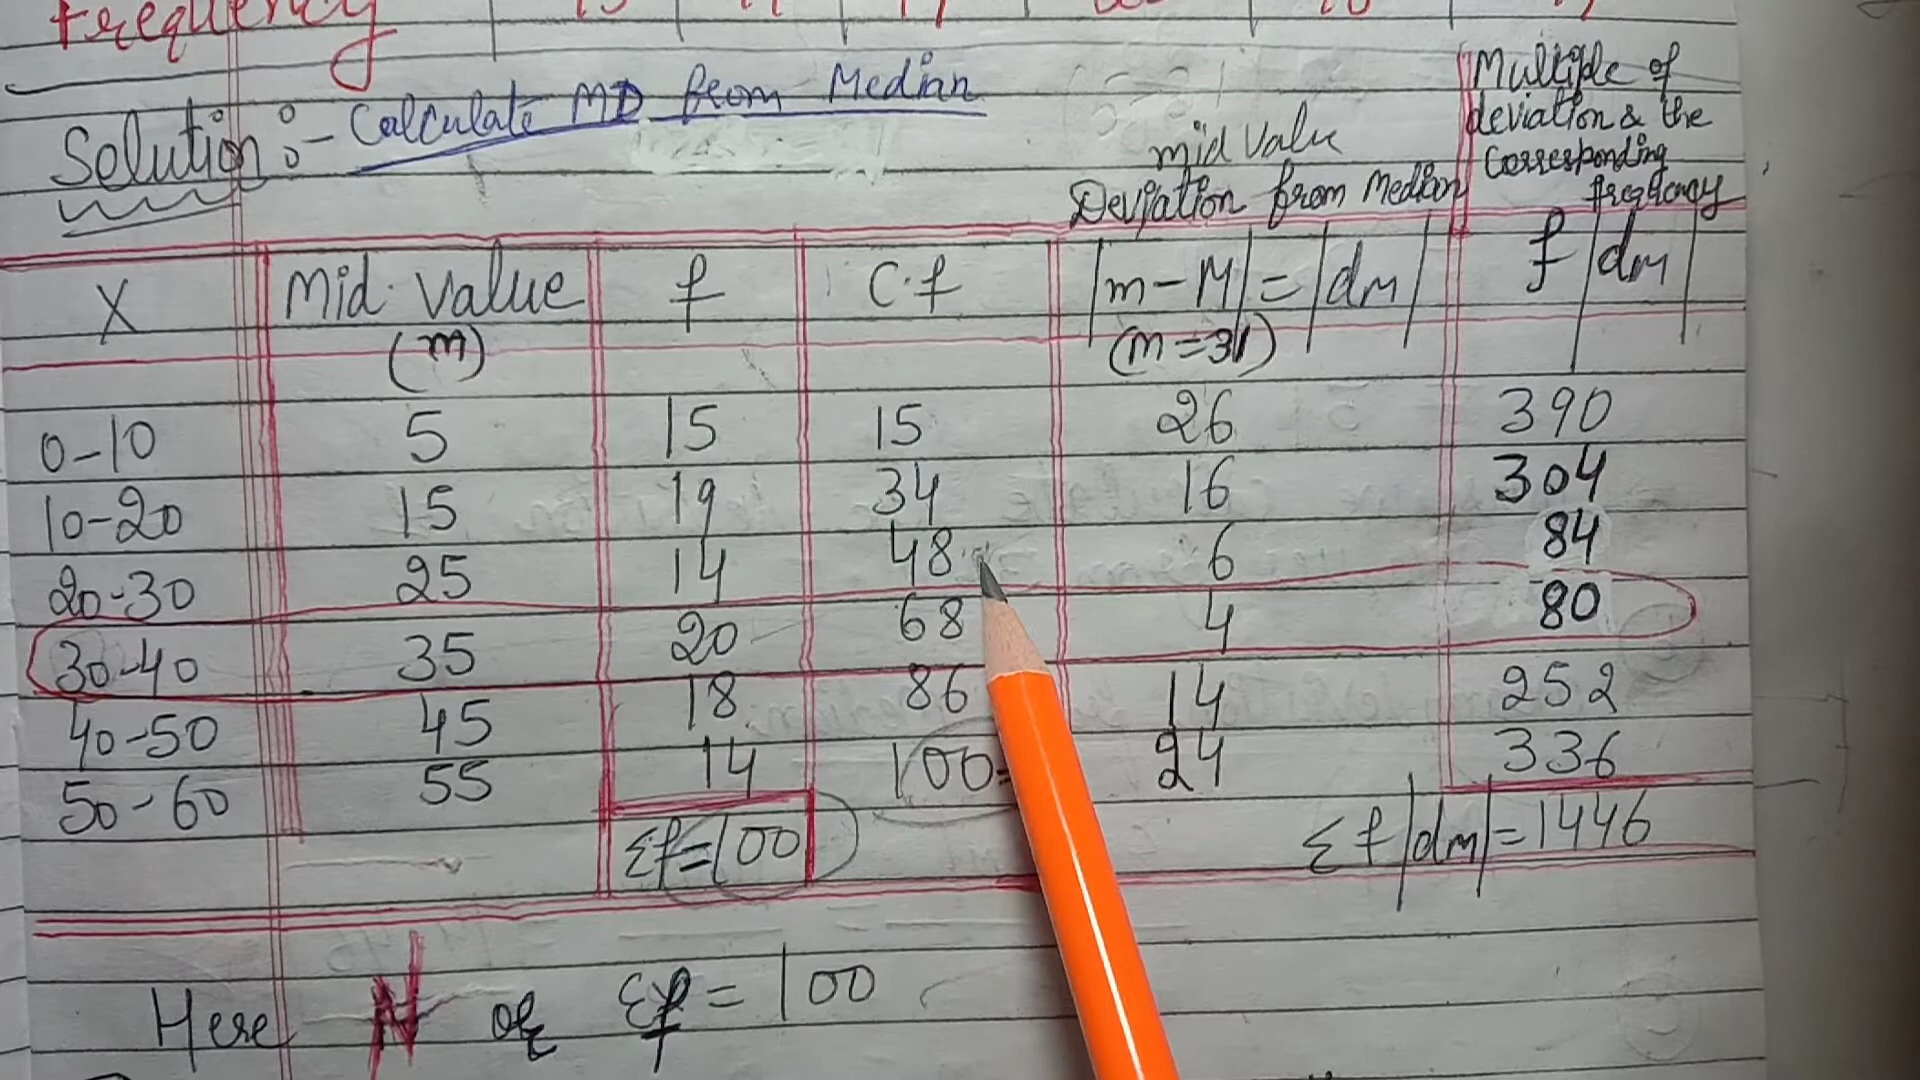 Frequency
Solution :- Calculate MD from Median
Mid Value
Deviation from Median
Multiple of
deviation & the
Corresponding
frequency
X Mid. Value f C.f |m-M|=|dM| f|dM|
(m) (m=31)
0-10 5 15 15 26 390
10-20 15 19 34 16 304
20-30 25 14 48 6 84
30-40 35 20 68 4 80
40-50 45 18 86 14 252
50-60 55 14 100= 24 336
Σf=100 Σf|dM|=1446
Here N or Σf = 100